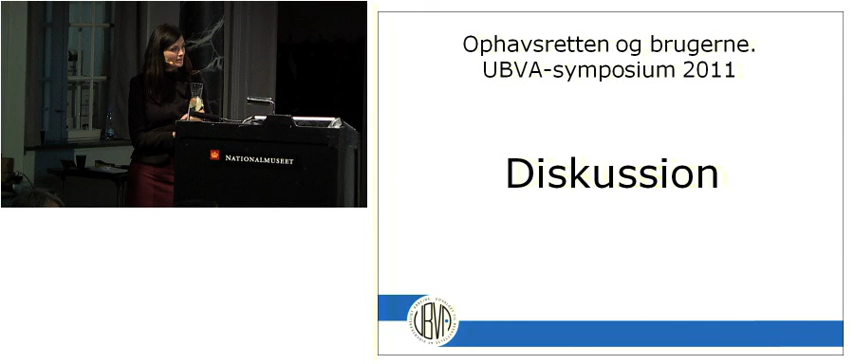 NATIONALMUSEET
Ophavsretten og brugerne.
UBVA-symposium 2011
Diskussion
UBVA